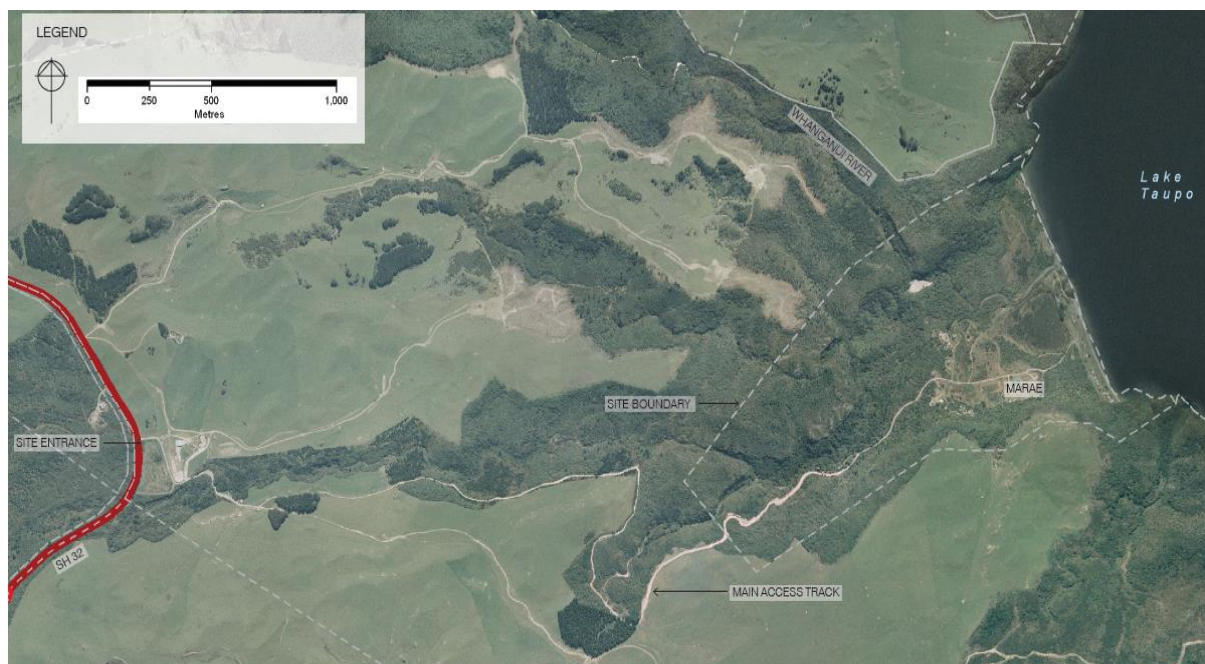 LEGEND
0 250 500 1,000
Metres
WHANGANUI RIVER
Lake
Taupo
SITE BOUNDARY
MARAE
SITE ENTRANCE
SH 32
MAIN ACCESS TRACK